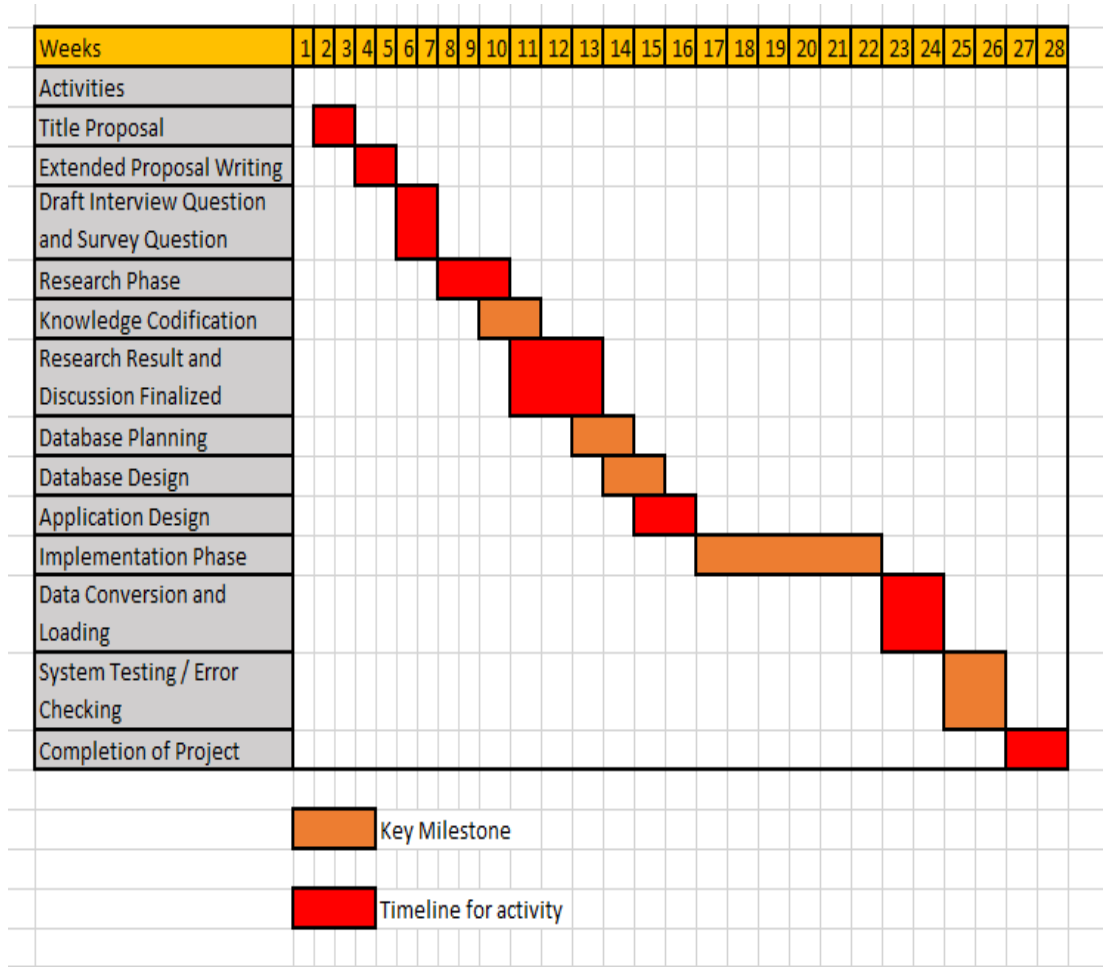 Weeks 1 2 3 4 5 6 7 8 9 10 11 12 13 14 15 16 17 18 19 20 21 22 23 24 25 26 27 28
Activities
Title Proposal
Extended Proposal Writing
Draft Interview Question
and Survey Question
Research Phase
Knowledge Codification
Research Result and
Discussion Finalized
Database Planning
Database Design
Application Design
Implementation Phase
Data Conversion and
Loading
System Testing / Error
Checking
Completion of Project
Key Milestone
Timeline for activity